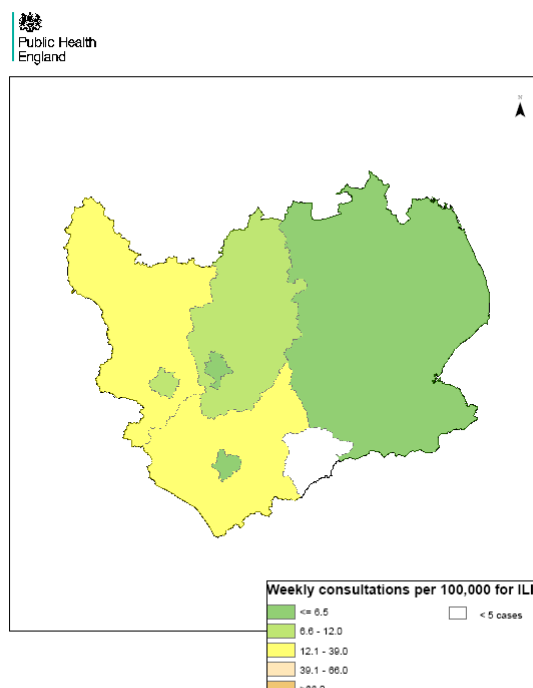 Public Health
England
N
Weekly consultations per 100,000 for ILI
<= 6.5
< 5 cases
6.6 - 12.0
12.1 - 39.0
39.1 - 66.0